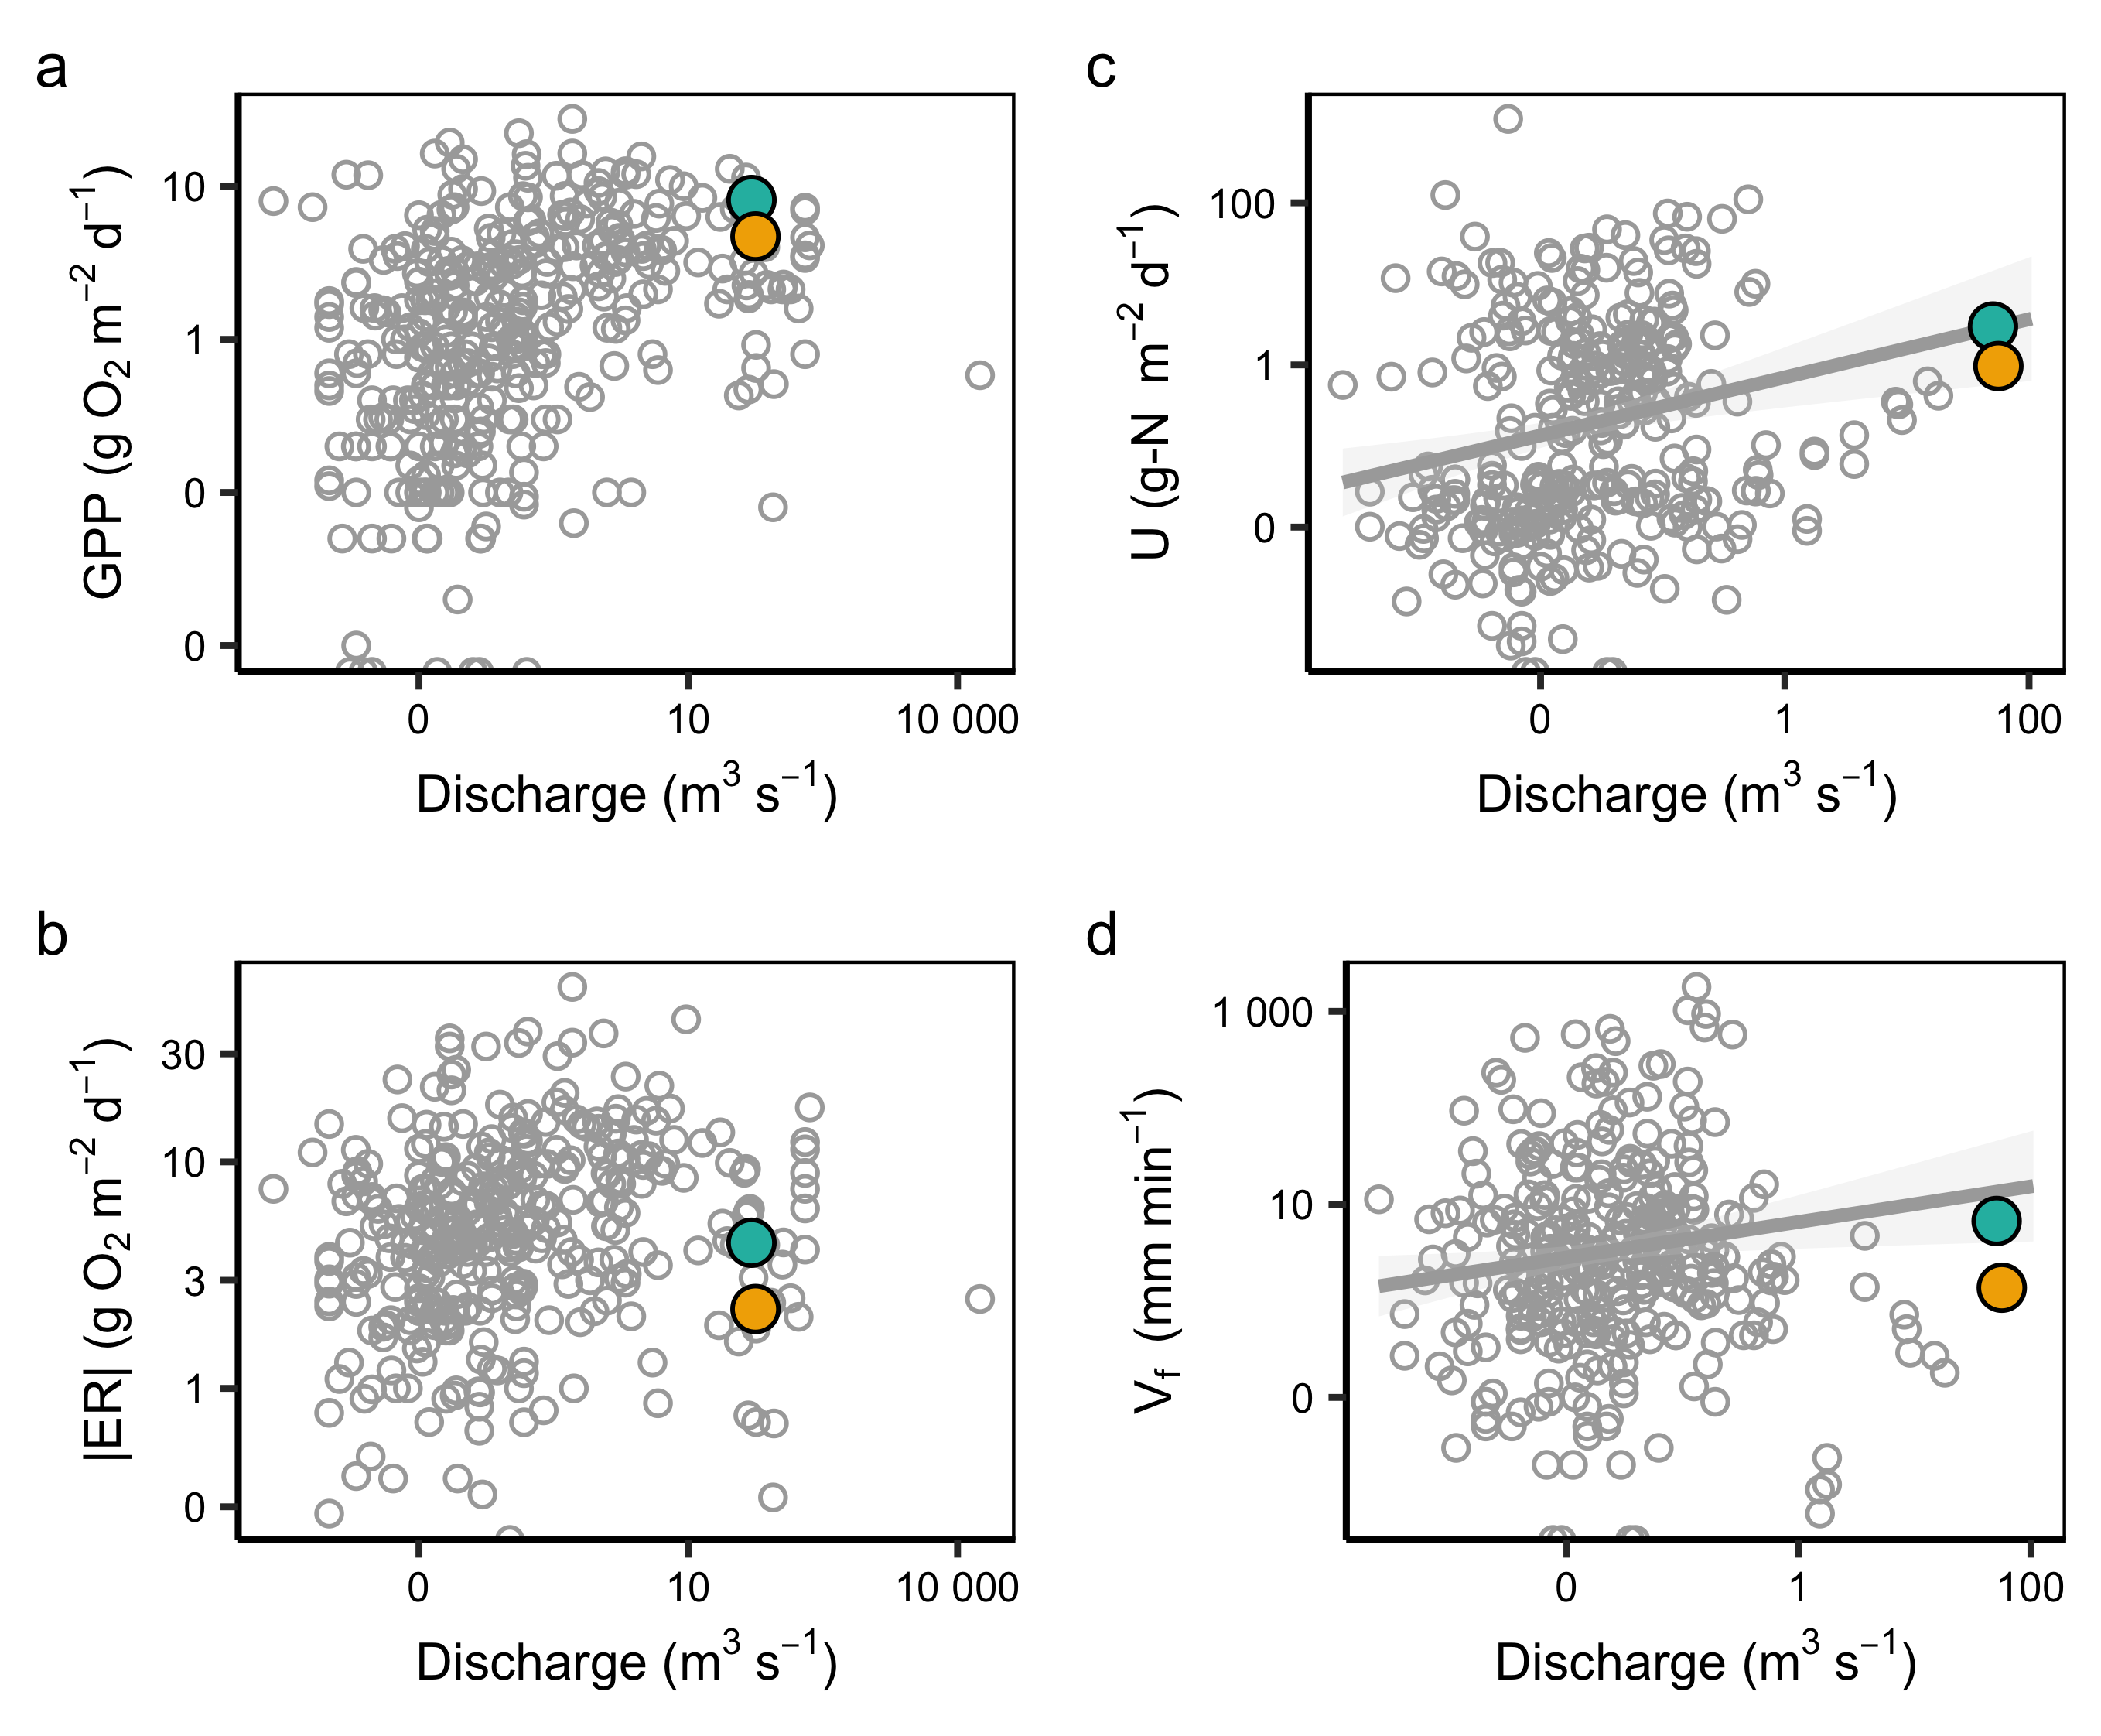 a
GPP (g O₂ m⁻² d⁻¹)
10
1
0
0
0
10
10 000
Discharge (m³ s⁻¹)
c
U (g-N m⁻² d⁻¹)
100
1
0
0
1
100
Discharge (m³ s⁻¹)
b
|ER| (g O₂ m⁻² d⁻¹)
30
10
3
1
0
0
10
10 000
Discharge (m³ s⁻¹)
d
V_f (mm min⁻¹)
1 000
10
0
0
1
100
Discharge (m³ s⁻¹)